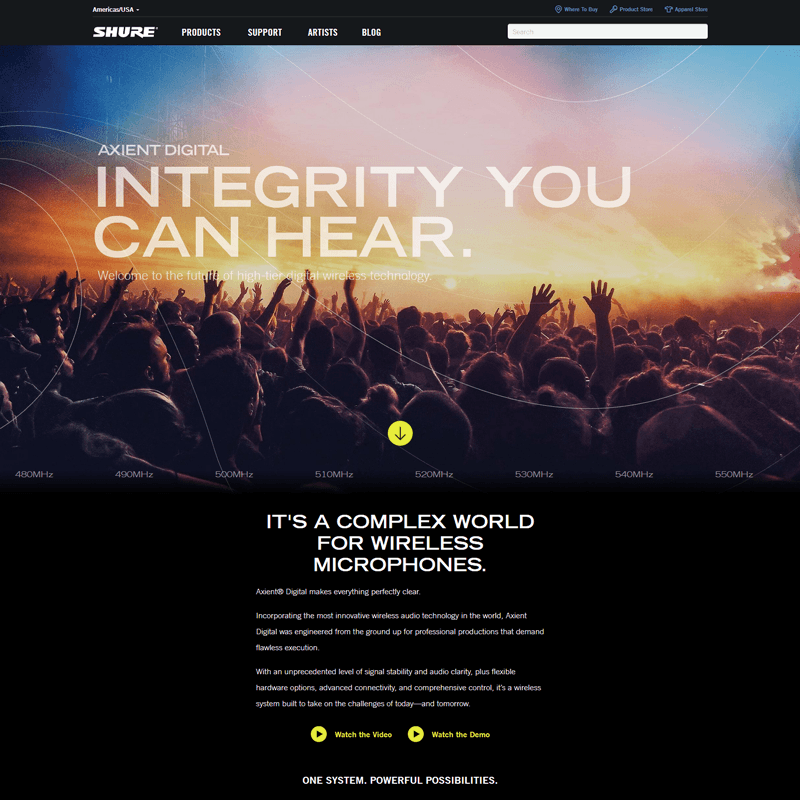 Americas/USA
Where To Buy
Product Store
Apparel Store
SHURE
PRODUCTS
SUPPORT
ARTISTS
BLOG
Search
AXIENT DIGITAL
INTEGRITY YOU
CAN HEAR.
Welcome to the future of high-tier digital wireless technology.
480MHz
490MHz
500MHz
510MHz
520MHz
530MHz
540MHz
550MHz
IT'S A COMPLEX WORLD
FOR WIRELESS
MICROPHONES.
Axient® Digital makes everything perfectly clear.
Incorporating the most innovative wireless audio technology in the world, Axient
Digital was engineered from the ground up for professional productions that demand
flawless execution.
With an unprecedented level of signal stability and audio clarity, plus flexible
hardware options, advanced connectivity, and comprehensive control, it's a wireless
system built to take on the challenges of today—and tomorrow.
Watch the Video
Watch the Demo
ONE SYSTEM. POWERFUL POSSIBILITIES.